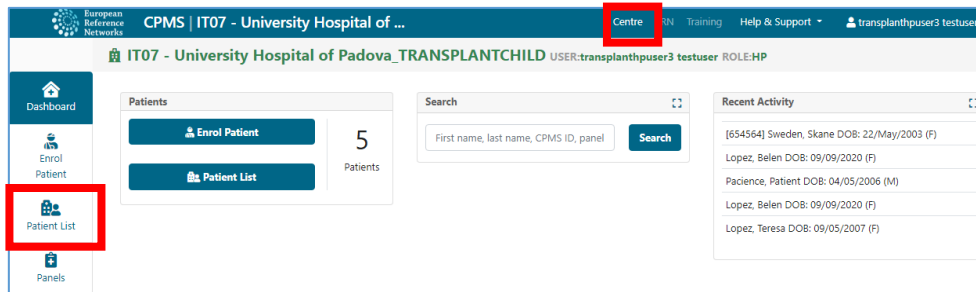 European
Reference
Networks
CPMS | IT07 - University Hospital of ...
Centre
RN
Training
Help & Support
transplanthpuser3 testuser
IT07 - University Hospital of Padova_TRANSPLANTCHILD USER:transplanthpuser3 testuser ROLE:HP
Dashboard
Enrol
Patient
Patient List
Panels
Patients
Enrol Patient
Patient List
5
Patients
Search
First name, last name, CPMS ID, panel
Search
Recent Activity
[654564] Sweden, Skane DOB: 22/May/2003 (F)
Lopez, Belen DOB: 09/09/2020 (F)
Pacience, Patient DOB: 04/05/2006 (M)
Lopez, Belen DOB: 09/09/2020 (F)
Lopez, Teresa DOB: 09/05/2007 (F)